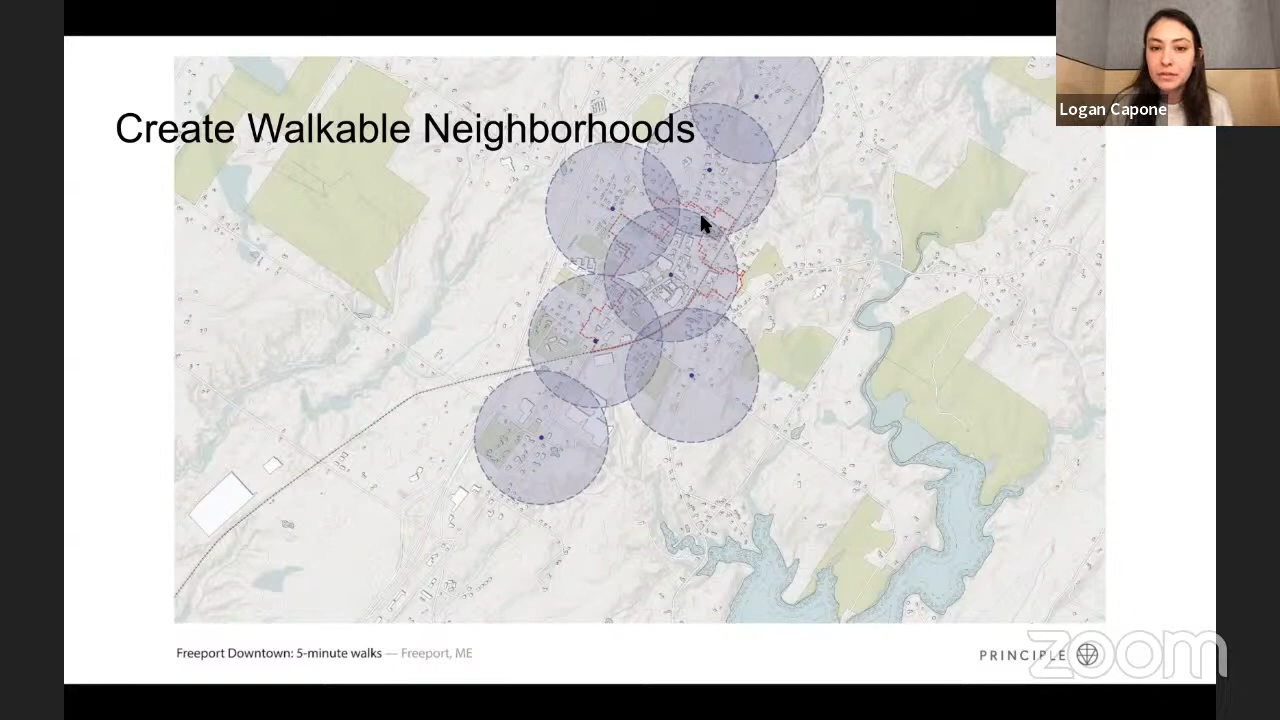 Logan Capone
Create Walkable Neighborhoods
Freeport Downtown: 5-minute walks — Freeport, ME
PRINCIPLE
zoom